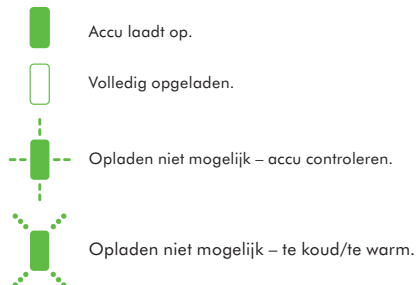 Accu laadt op.
Volledig opgeladen.
Opladen niet mogelijk – accu controleren.
Opladen niet mogelijk – te koud/te warm.